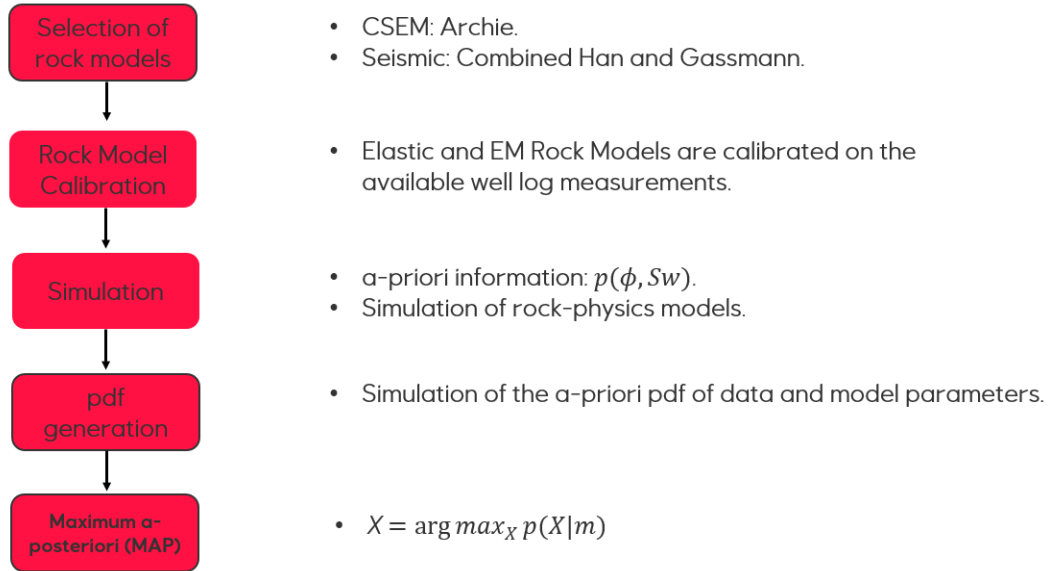 Selection of
rock models
• CSEM: Archie.
• Seismic: Combined Han and Gassmann.
Rock Model
Calibration
• Elastic and EM Rock Models are calibrated on the
available well log measurements.
Simulation
• a-priori information: p(ϕ, Sw).
• Simulation of rock-physics models.
pdf
generation
• Simulation of the a-priori pdf of data and model parameters.
Maximum a-
posteriori (MAP)
• X = arg max_X p(X|m)